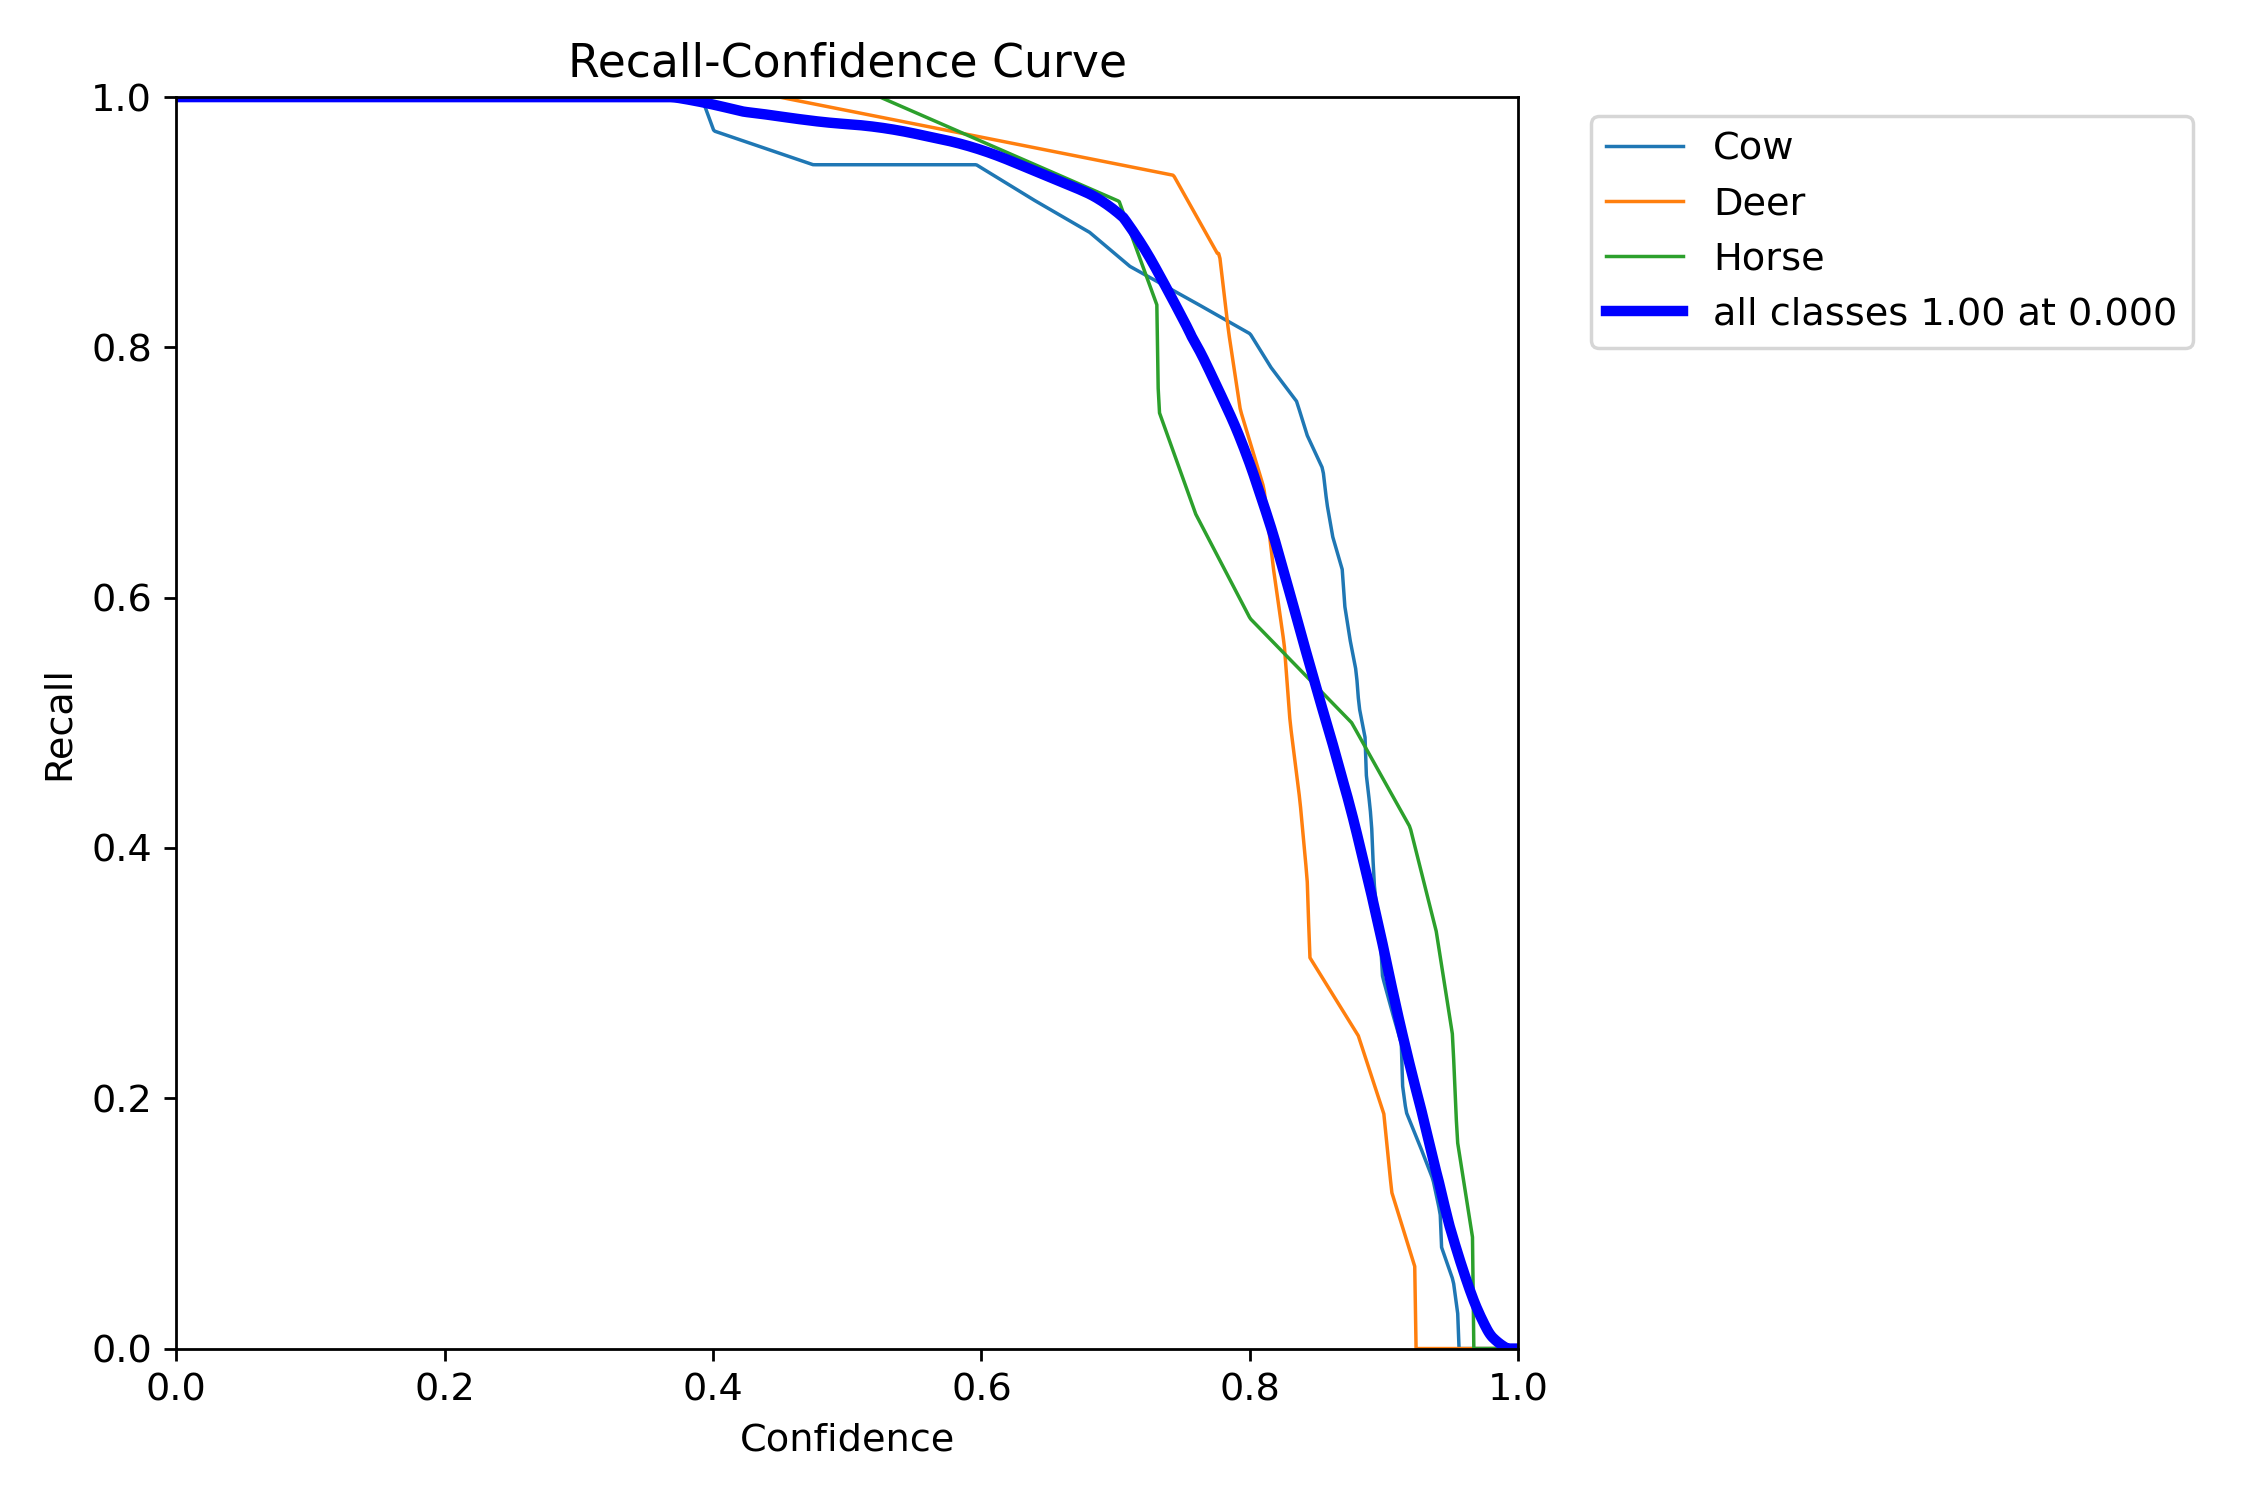 Recall-Confidence Curve
1.0
0.8
0.6
0.4
0.2
0.0
Recall
0.0 0.2 0.4 0.6 0.8 1.0
Confidence
Cow
Deer
Horse
all classes 1.00 at 0.000